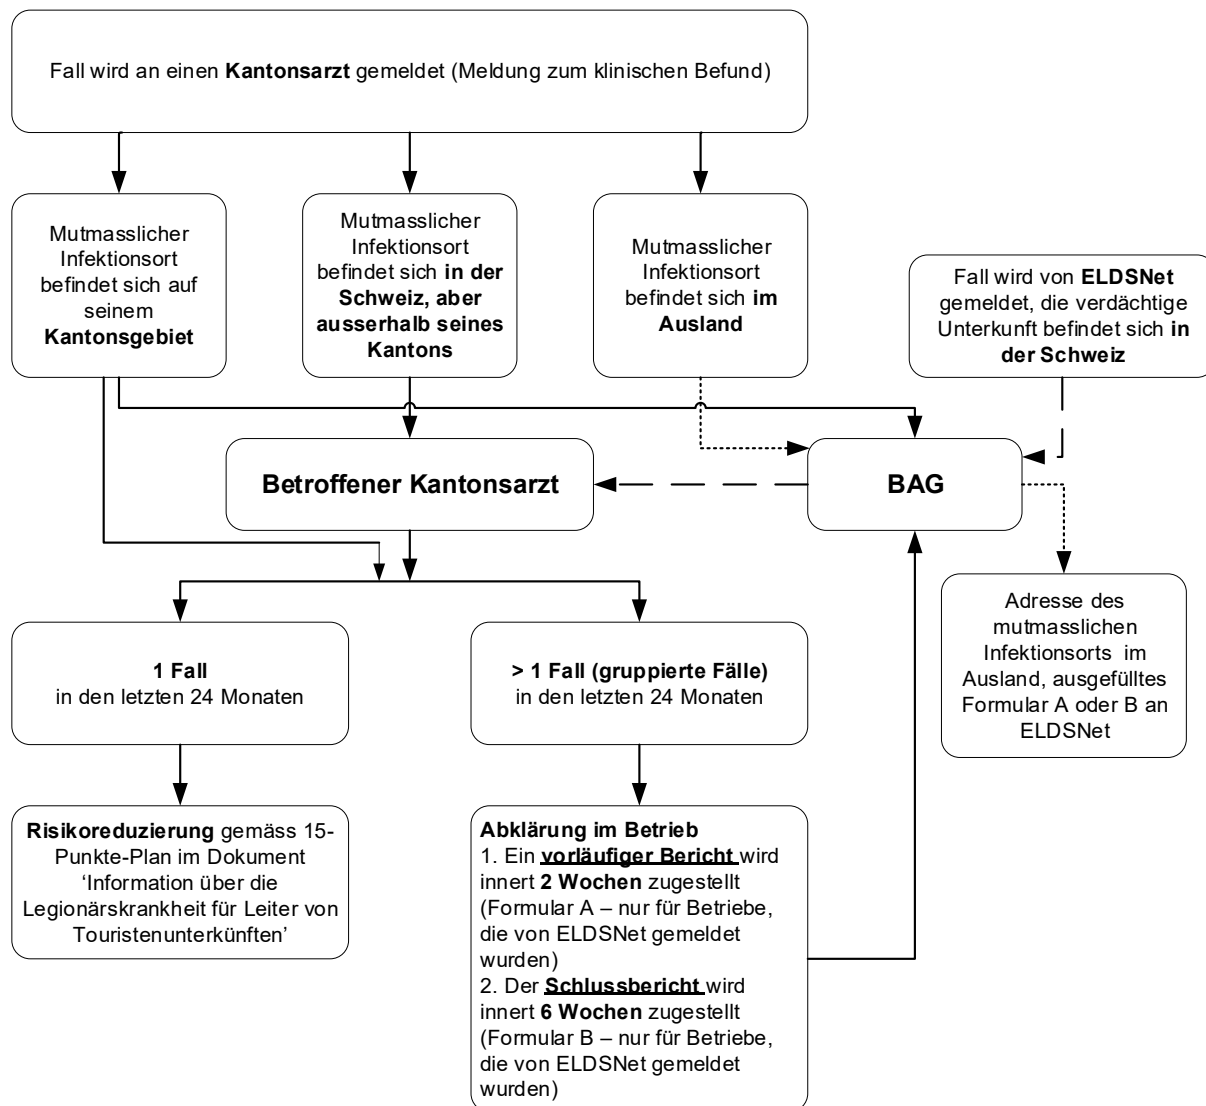 Fall wird an einen Kantonsarzt gemeldet (Meldung zum klinischen Befund)
Mutmasslicher
Infektionsort
befindet sich auf
seinem
Kantonsgebiet
Mutmasslicher
Infektionsort
befindet sich in der
Schweiz, aber
ausserhalb seines
Kantons
Mutmasslicher
Infektionsort
befindet sich im
Ausland
Fall wird von ELDSNet
gemeldet, die verdächtige
Unterkunft befindet sich in
der Schweiz
Betroffener Kantonsarzt
BAG
Adresse des
mutmasslichen
Infektionsorts im
Ausland, ausgefülltes
Formular A oder B an
ELDSNet
1 Fall
in den letzten 24 Monaten
> 1 Fall (gruppierte Fälle)
in den letzten 24 Monaten
Risikoreduzierung gemäss 15-
Punkte-Plan im Dokument
‘Information über die
Legionärskrankheit für Leiter von
Touristenunterkünften’
Abklärung im Betrieb
1. Ein vorläufiger Bericht wird
innert 2 Wochen zugestellt
(Formular A – nur für Betriebe,
die von ELDSNet gemeldet
wurden)
2. Der Schlussbericht wird
innert 6 Wochen zugestellt
(Formular B – nur für Betriebe,
die von ELDSNet gemeldet
wurden)